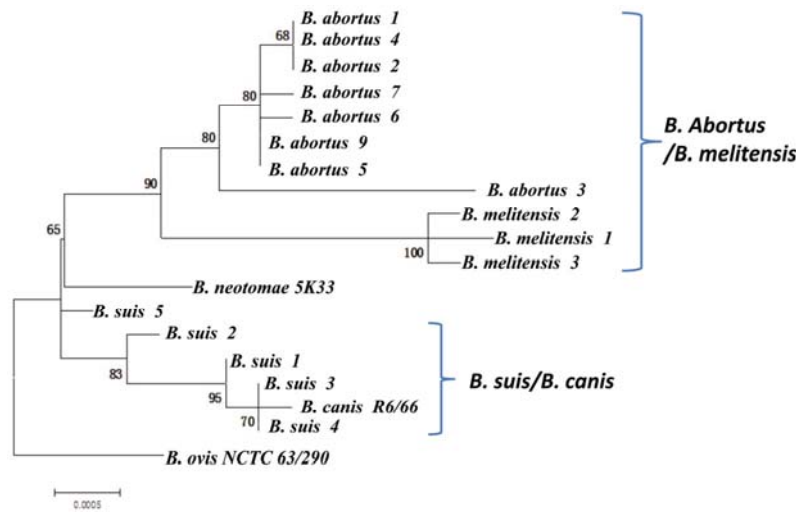 B. abortus 1
68
B. abortus 4
B. abortus 2
80
B. abortus 7
B. abortus 6
80
B. abortus 9
B. abortus 5
B. Abortus
/B. melitensis
90
B. abortus 3
B. melitensis 2
B. melitensis 1
100
B. melitensis 3
65
B. neotomae 5K33
B. suis 5
B. suis 2
83
B. suis 1
B. suis 3
95
B. canis R6/66
70
B. suis 4
B. suis/B. canis
B. ovis NCTC 63/290
0.0005